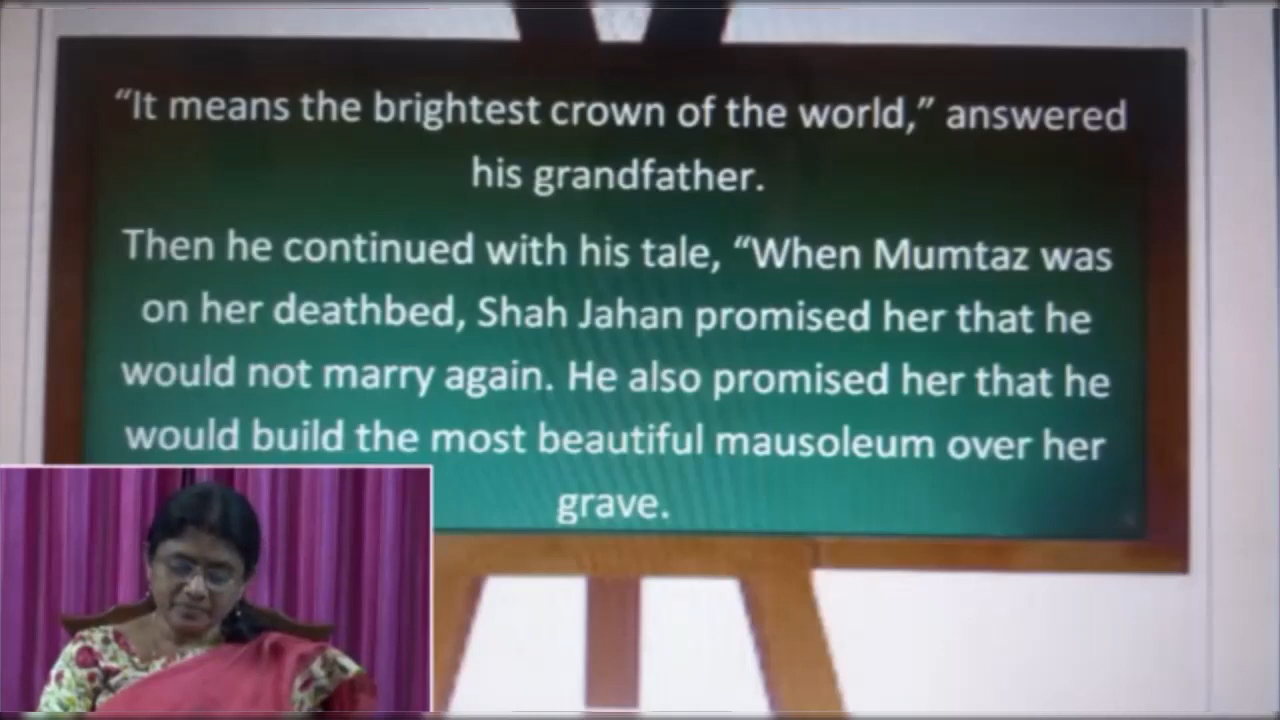 “It means the brightest crown of the world,” answered
his grandfather.
Then he continued with his tale, “When Mumtaz was
on her deathbed, Shah Jahan promised her that he
would not marry again. He also promised her that he
would build the most beautiful mausoleum over her
grave.